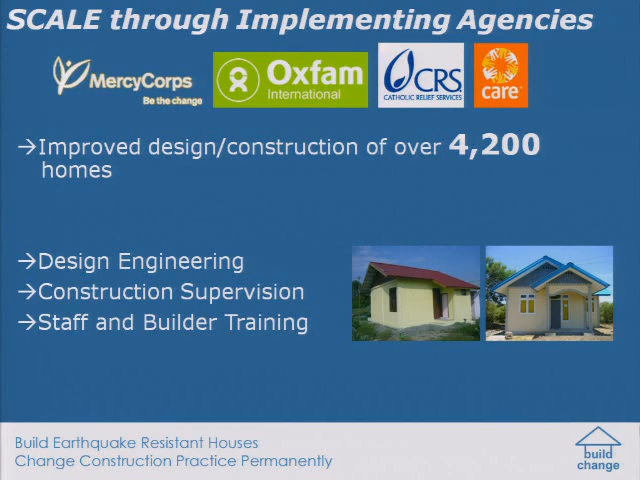 SCALE through Implementing Agencies
MercyCorps
Be the change
Oxfam
International
CRS
CATHOLIC RELIEF SERVICES
care
→Improved design/construction of over 4,200
homes
→Design Engineering
→Construction Supervision
→Staff and Builder Training
Build Earthquake Resistant Houses
Change Construction Practice Permanently
build
change